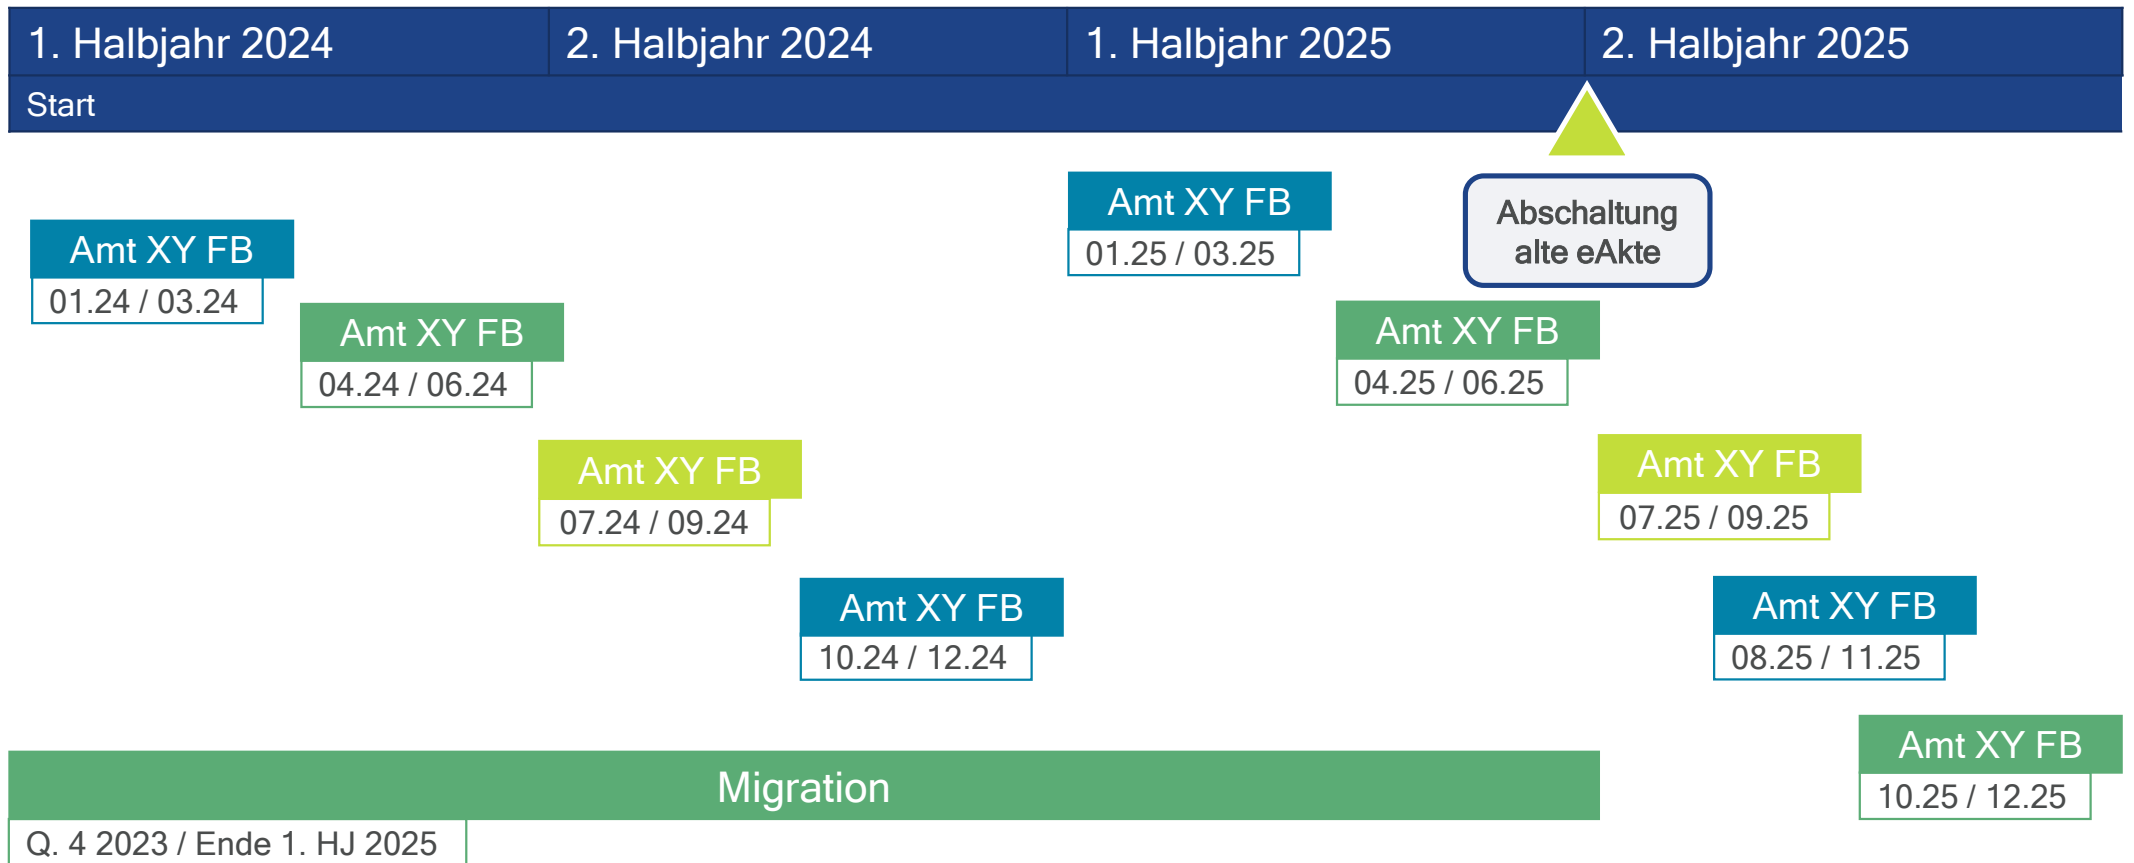 1. Halbjahr 2024
2. Halbjahr 2024
1. Halbjahr 2025
2. Halbjahr 2025
Start
Amt XY FB
01.24 / 03.24
Amt XY FB
04.24 / 06.24
Amt XY FB
07.24 / 09.24
Amt XY FB
10.24 / 12.24
Amt XY FB
01.25 / 03.25
Abschaltung
alte eAkte
Amt XY FB
04.25 / 06.25
Amt XY FB
07.25 / 09.25
Amt XY FB
08.25 / 11.25
Amt XY FB
10.25 / 12.25
Migration
Q. 4 2023 / Ende 1. HJ 2025